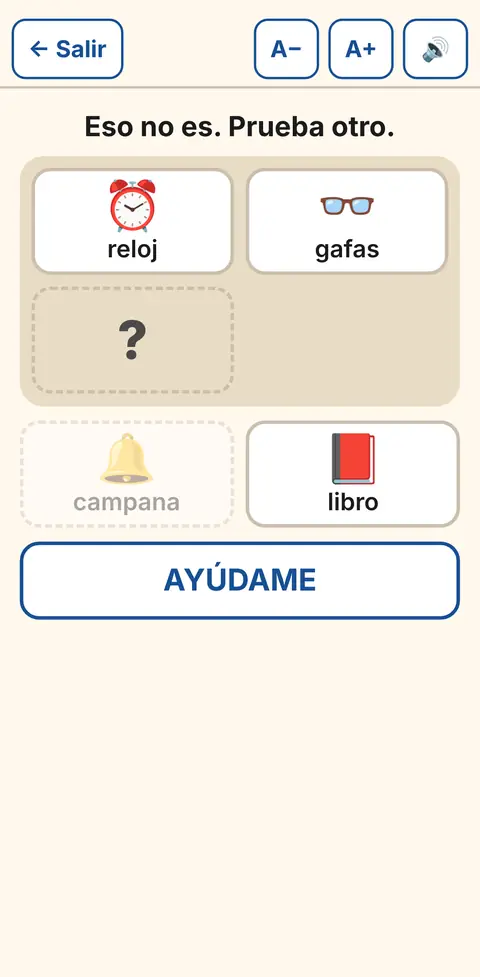 ← Salir
A−
A+
Eso no es. Prueba otro.
reloj
gafas
?
campana
libro
AYÚDAME